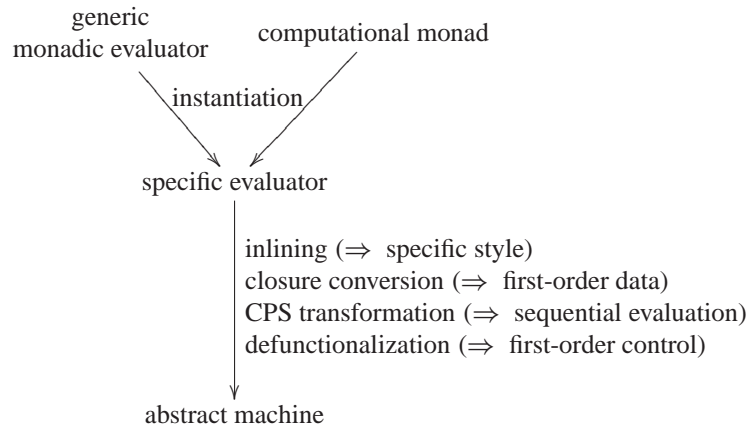 generic
monadic evaluator
computational monad
instantiation
specific evaluator
inlining (⇒ specific style)
closure conversion (⇒ first-order data)
CPS transformation (⇒ sequential evaluation)
defunctionalization (⇒ first-order control)
abstract machine